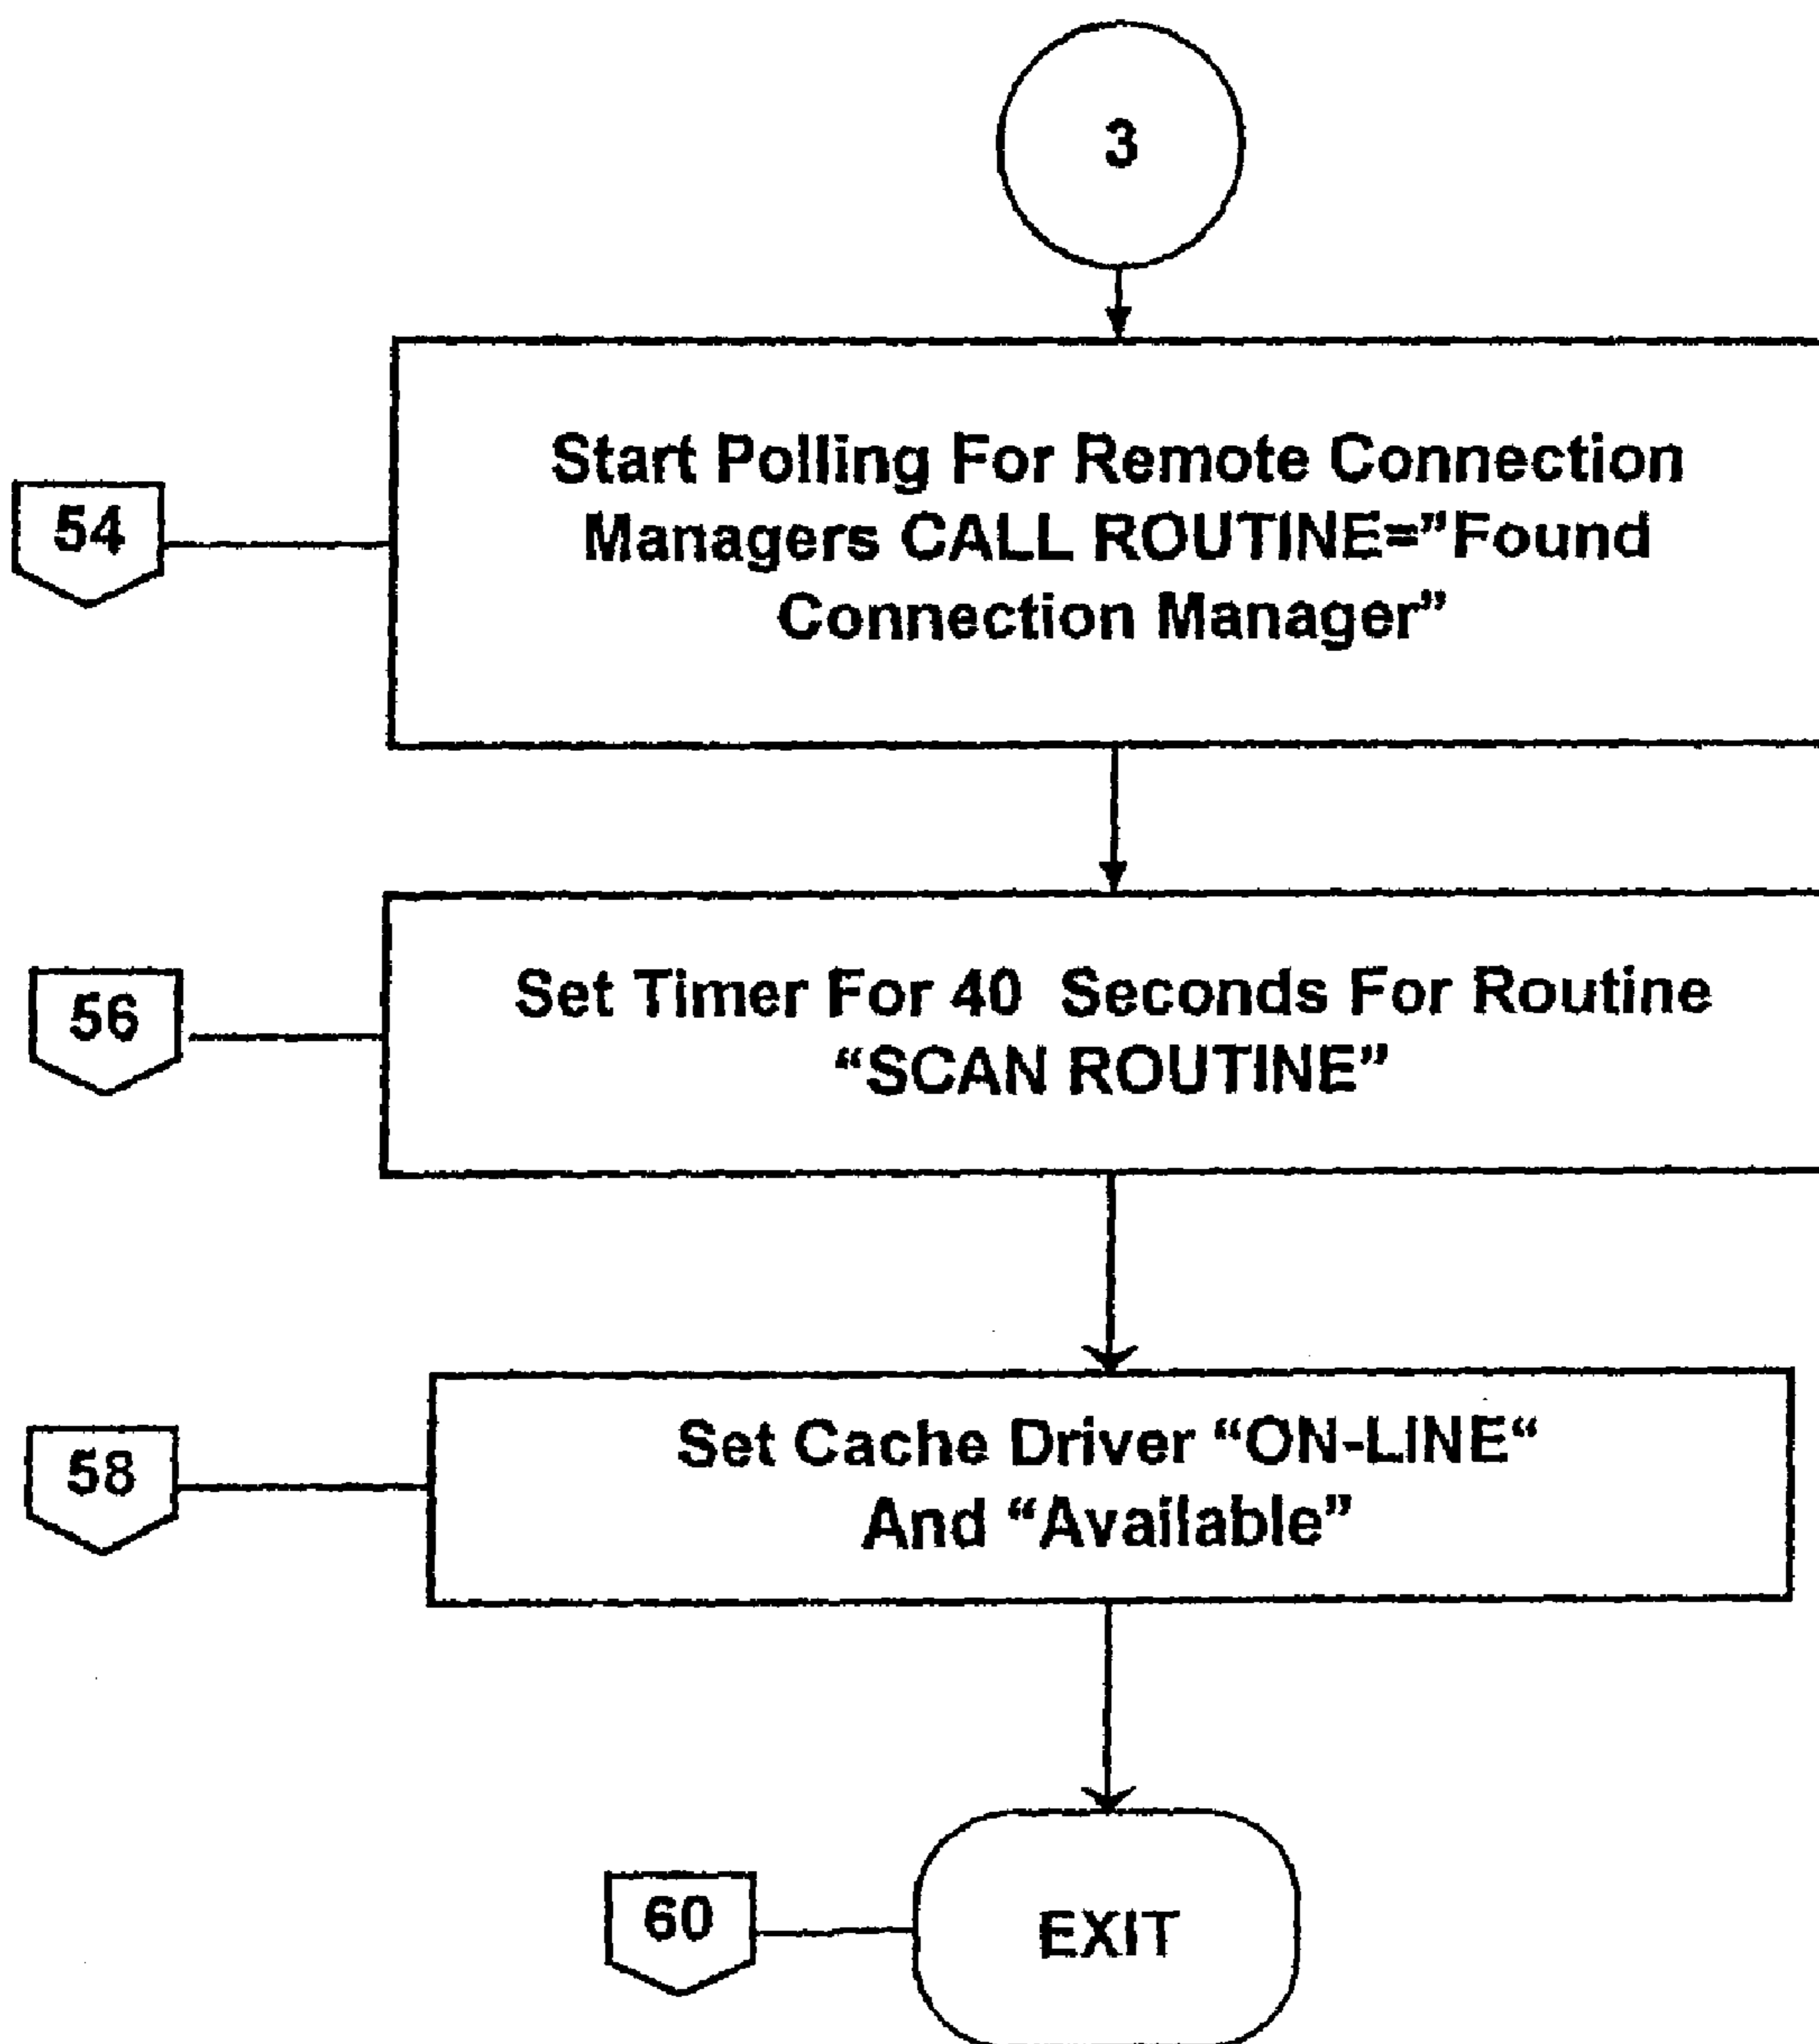 3
Start Polling For Remote Connection
54
Managers CALL ROUTINE=”Found
Connection Manager”
Set Timer For 40 Seconds For Routine
56
“SCAN ROUTINE”
Set Cache Driver “ON-LINE“
58
And “Available”
60
EXIT